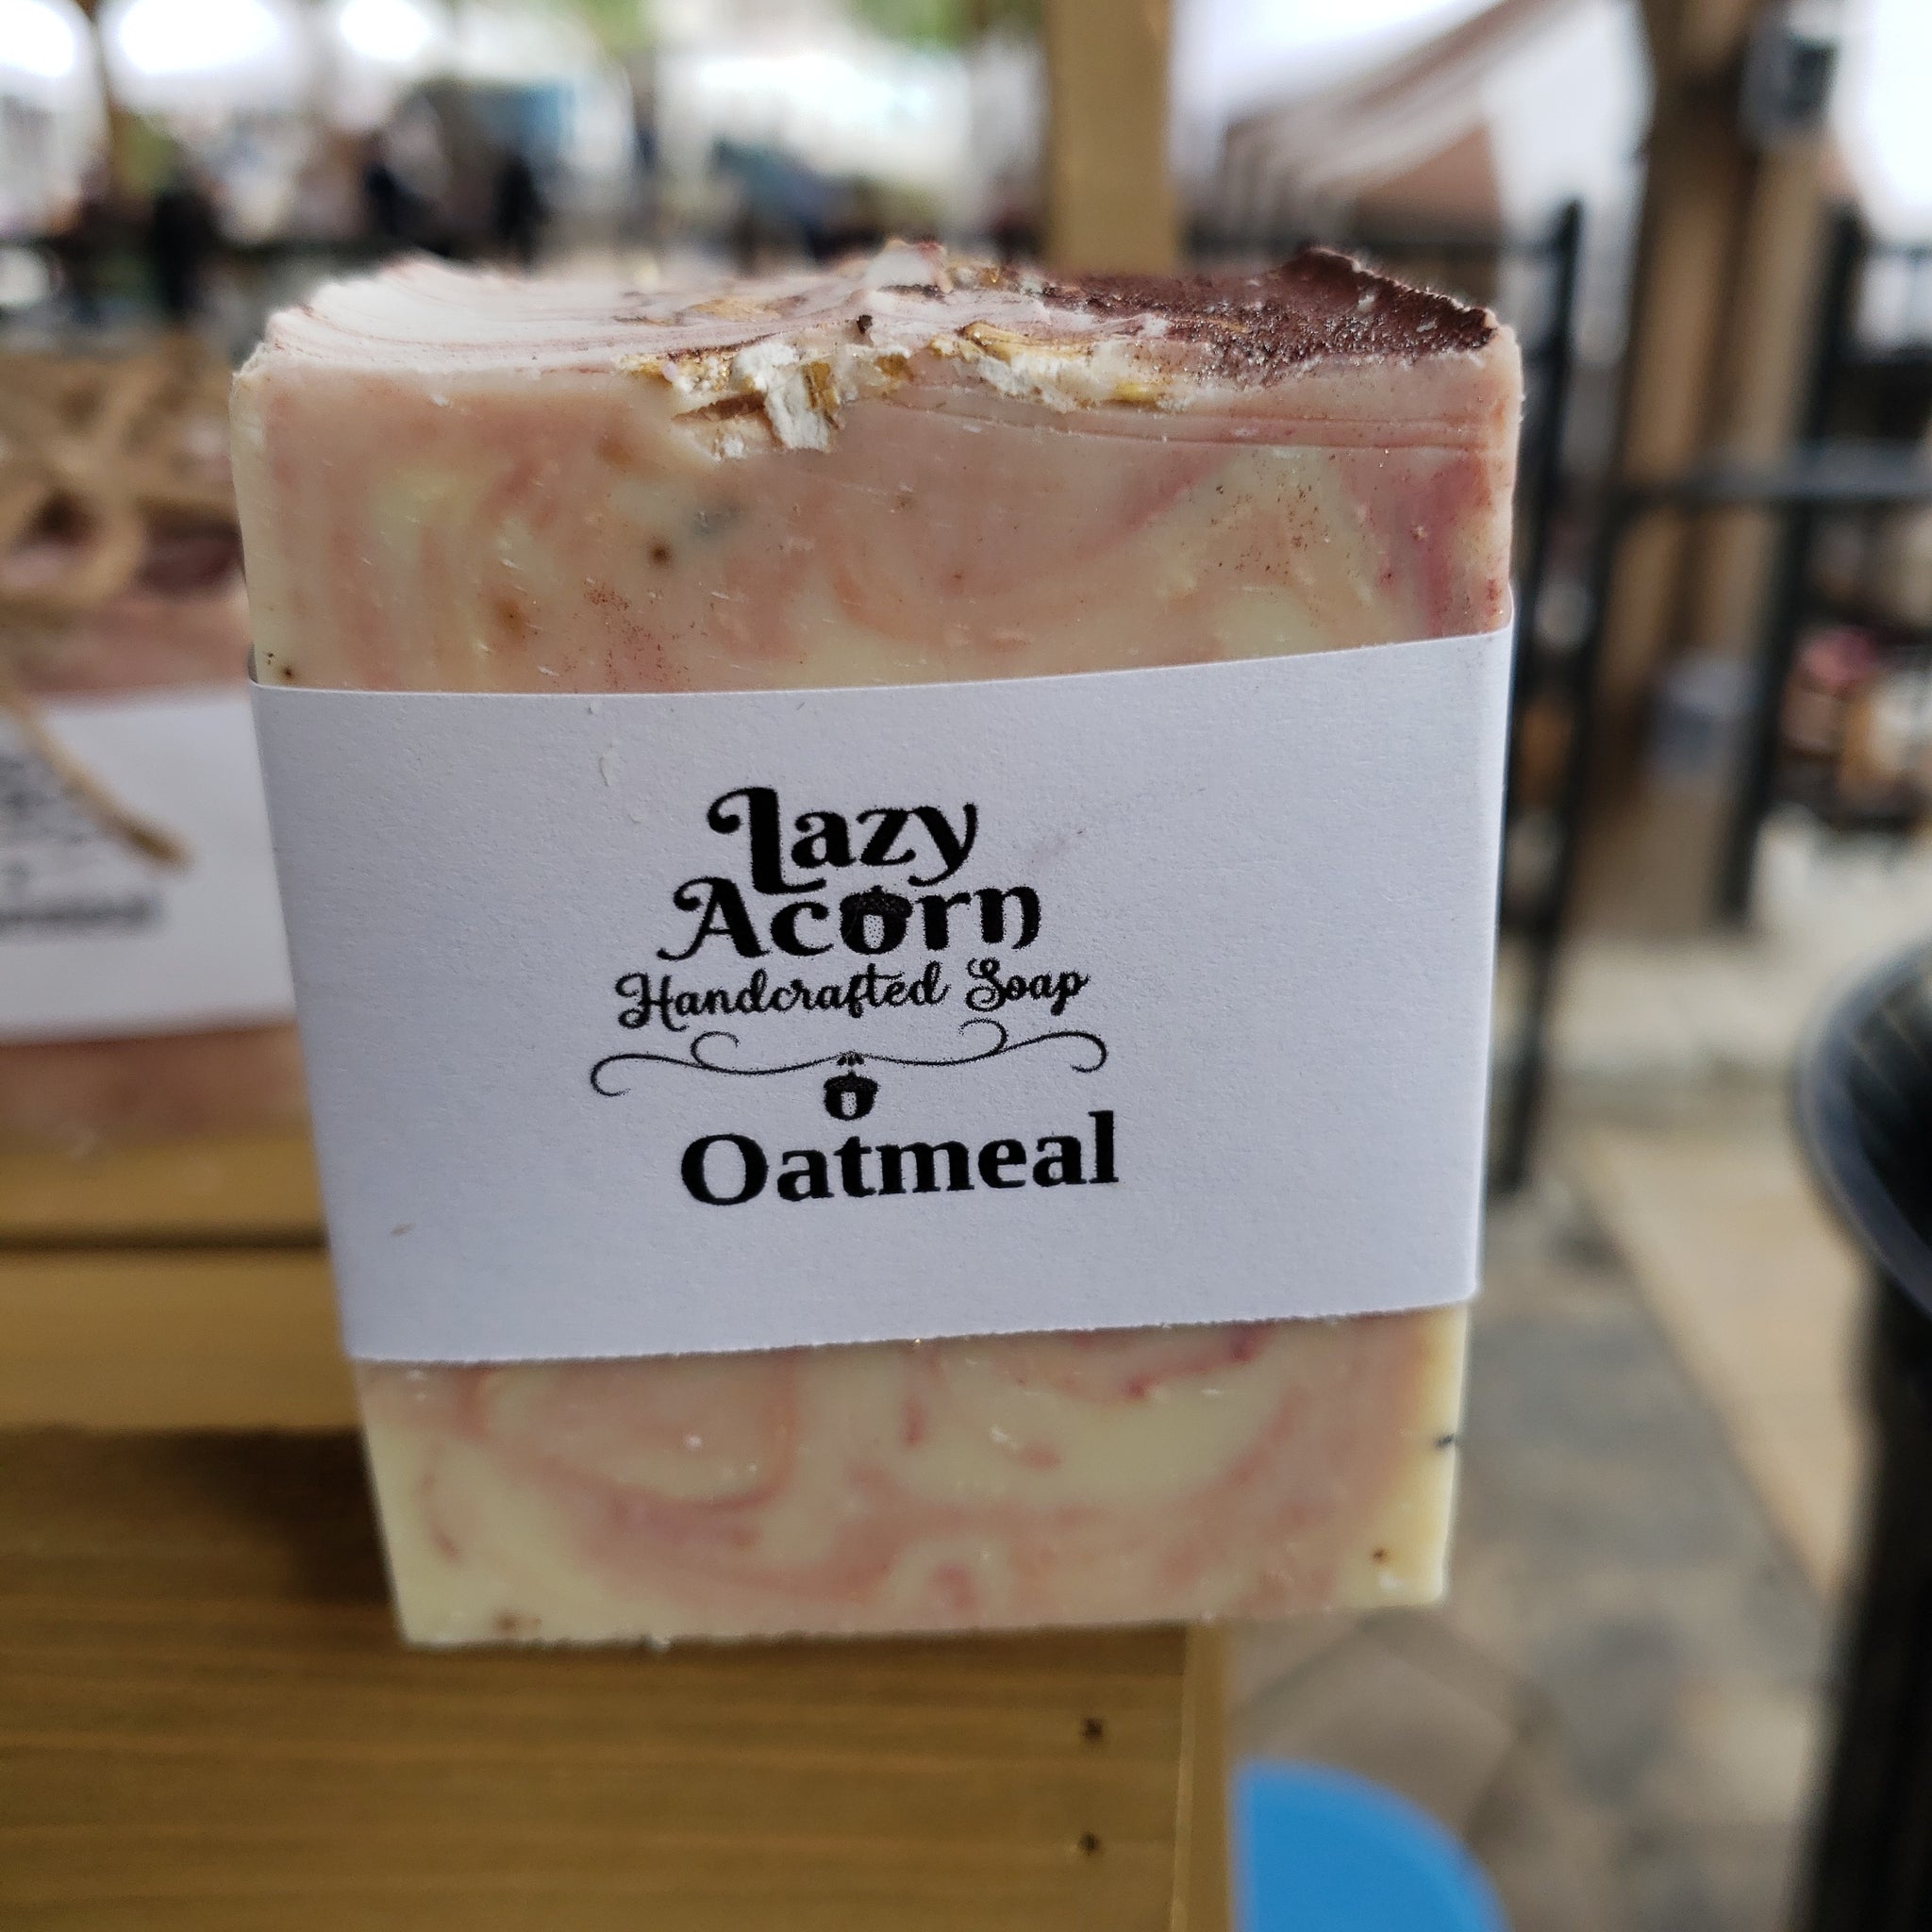 Lazy
Acorn
Handcrafted Soap
Oatmeal